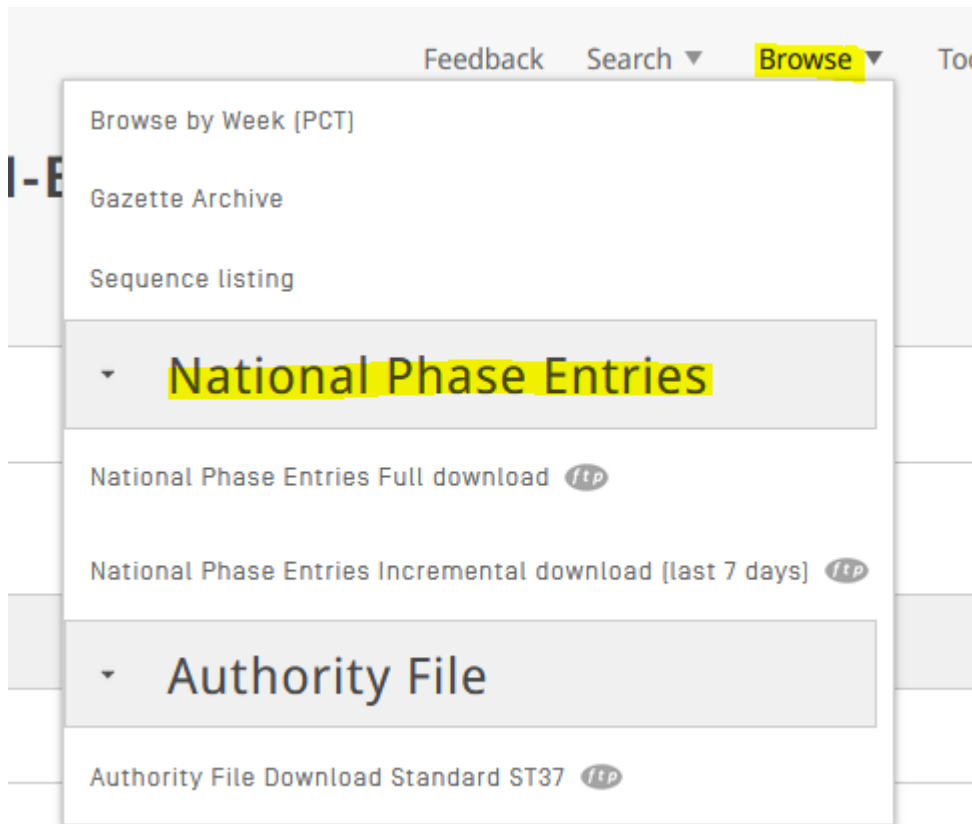 Feedback Search Browse
Browse by Week (PCT)
Gazette Archive
Sequence listing
National Phase Entries
National Phase Entries Full download ftp
National Phase Entries Incremental download (last 7 days) ftp
Authority File
Authority File Download Standard ST37 ftp